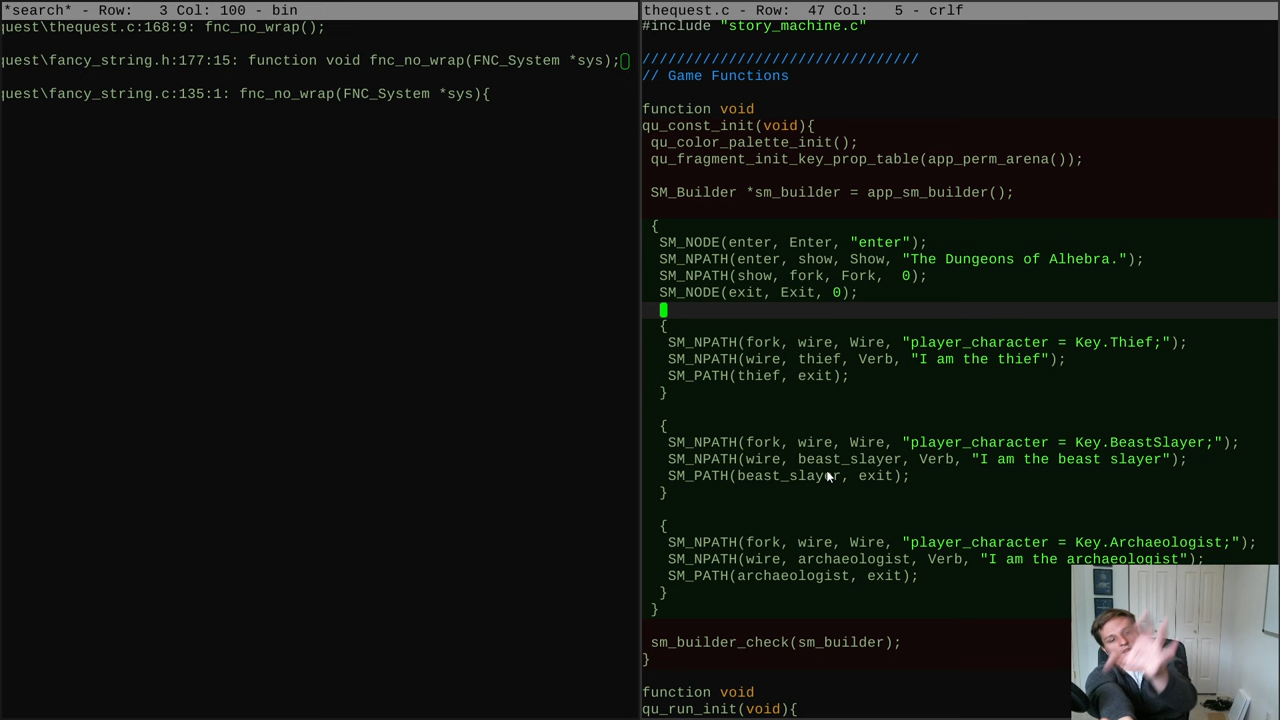 *search* - Row:   3 Col: 100 - bin
quest\thequest.c:168:9: fnc_no_wrap();
quest\fancy_string.h:177:15: function void fnc_no_wrap(FNC_System *sys);
quest\fancy_string.c:135:1: fnc_no_wrap(FNC_System *sys){
thequest.c - Row:  47 Col:   5 - crlf
#include "story_machine.c"
////////////////////////////////
// Game Functions
function void
qu_const_init(void){
 qu_color_palette_init();
 qu_fragment_init_key_prop_table(app_perm_arena());
 SM_Builder *sm_builder = app_sm_builder();
 {
  SM_NODE(enter, Enter, "enter");
  SM_NPATH(enter, show, Show, "The Dungeons of Alhebra.");
  SM_NPATH(show, fork, Fork,  0);
  SM_NODE(exit, Exit, 0);
  {
   SM_NPATH(fork, wire, Wire, "player_character = Key.Thief;");
   SM_NPATH(wire, thief, Verb, "I am the thief");
   SM_PATH(thief, exit);
  }
  {
   SM_NPATH(fork, wire, Wire, "player_character = Key.BeastSlayer;");
   SM_NPATH(wire, beast_slayer, Verb, "I am the beast slayer");
   SM_PATH(beast_slayer, exit);
  }
  {
   SM_NPATH(fork, wire, Wire, "player_character = Key.Archaeologist;");
   SM_NPATH(wire, archaeologist, Verb, "I am the archaeologist");
   SM_PATH(archaeologist, exit);
  }
 }
 sm_builder_check(sm_builder);
}
function void
qu_run_init(void){